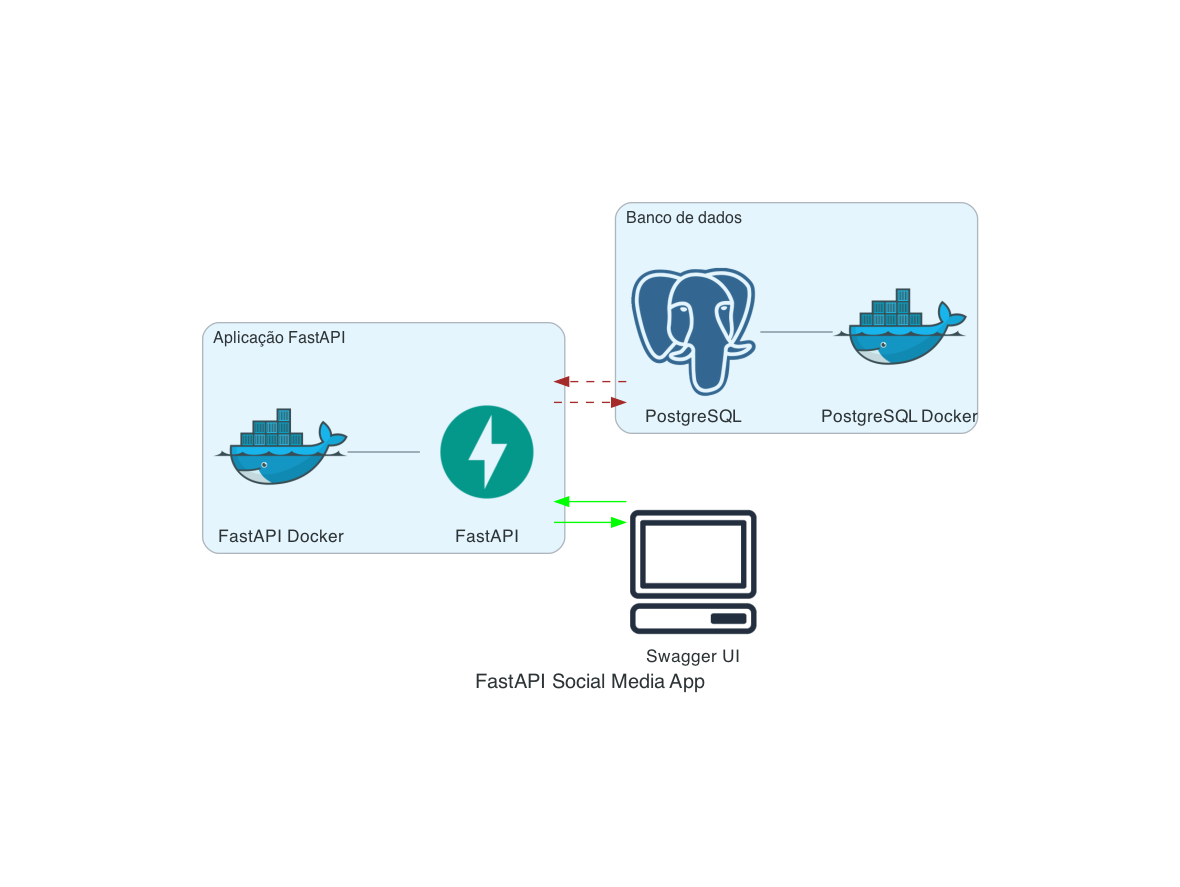 Banco de dados
PostgreSQL
PostgreSQL Docker
Aplicação FastAPI
FastAPI Docker
FastAPI
Swagger UI
FastAPI Social Media App